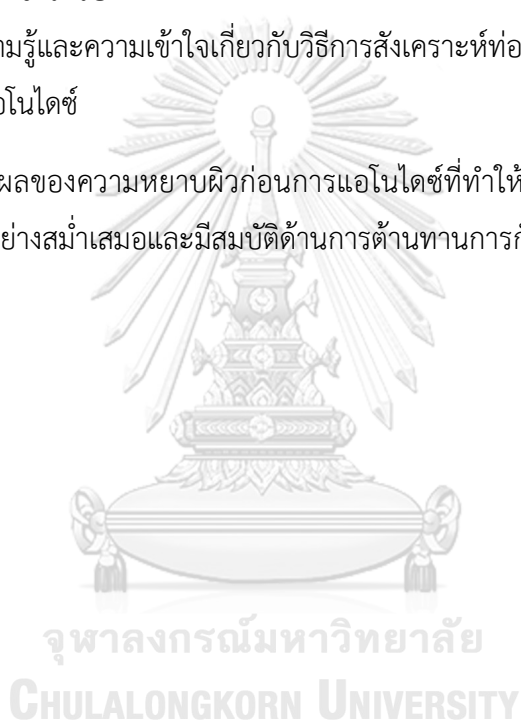 ามรู้และความเข้าใจเกี่ยวกับวิธีการสังเคราะห์ท่อ
อโนไดซ์
ผลของความหยาบผิวก่อนการแอโนไดซ์ที่ทำให้
ย่างสม่ำเสมอและมีสมบัติด้านการต้านทานการกั
จุฬาลงกรณ์มหาวิทยาลัย
CHULALONGKORN UNIVERSITY